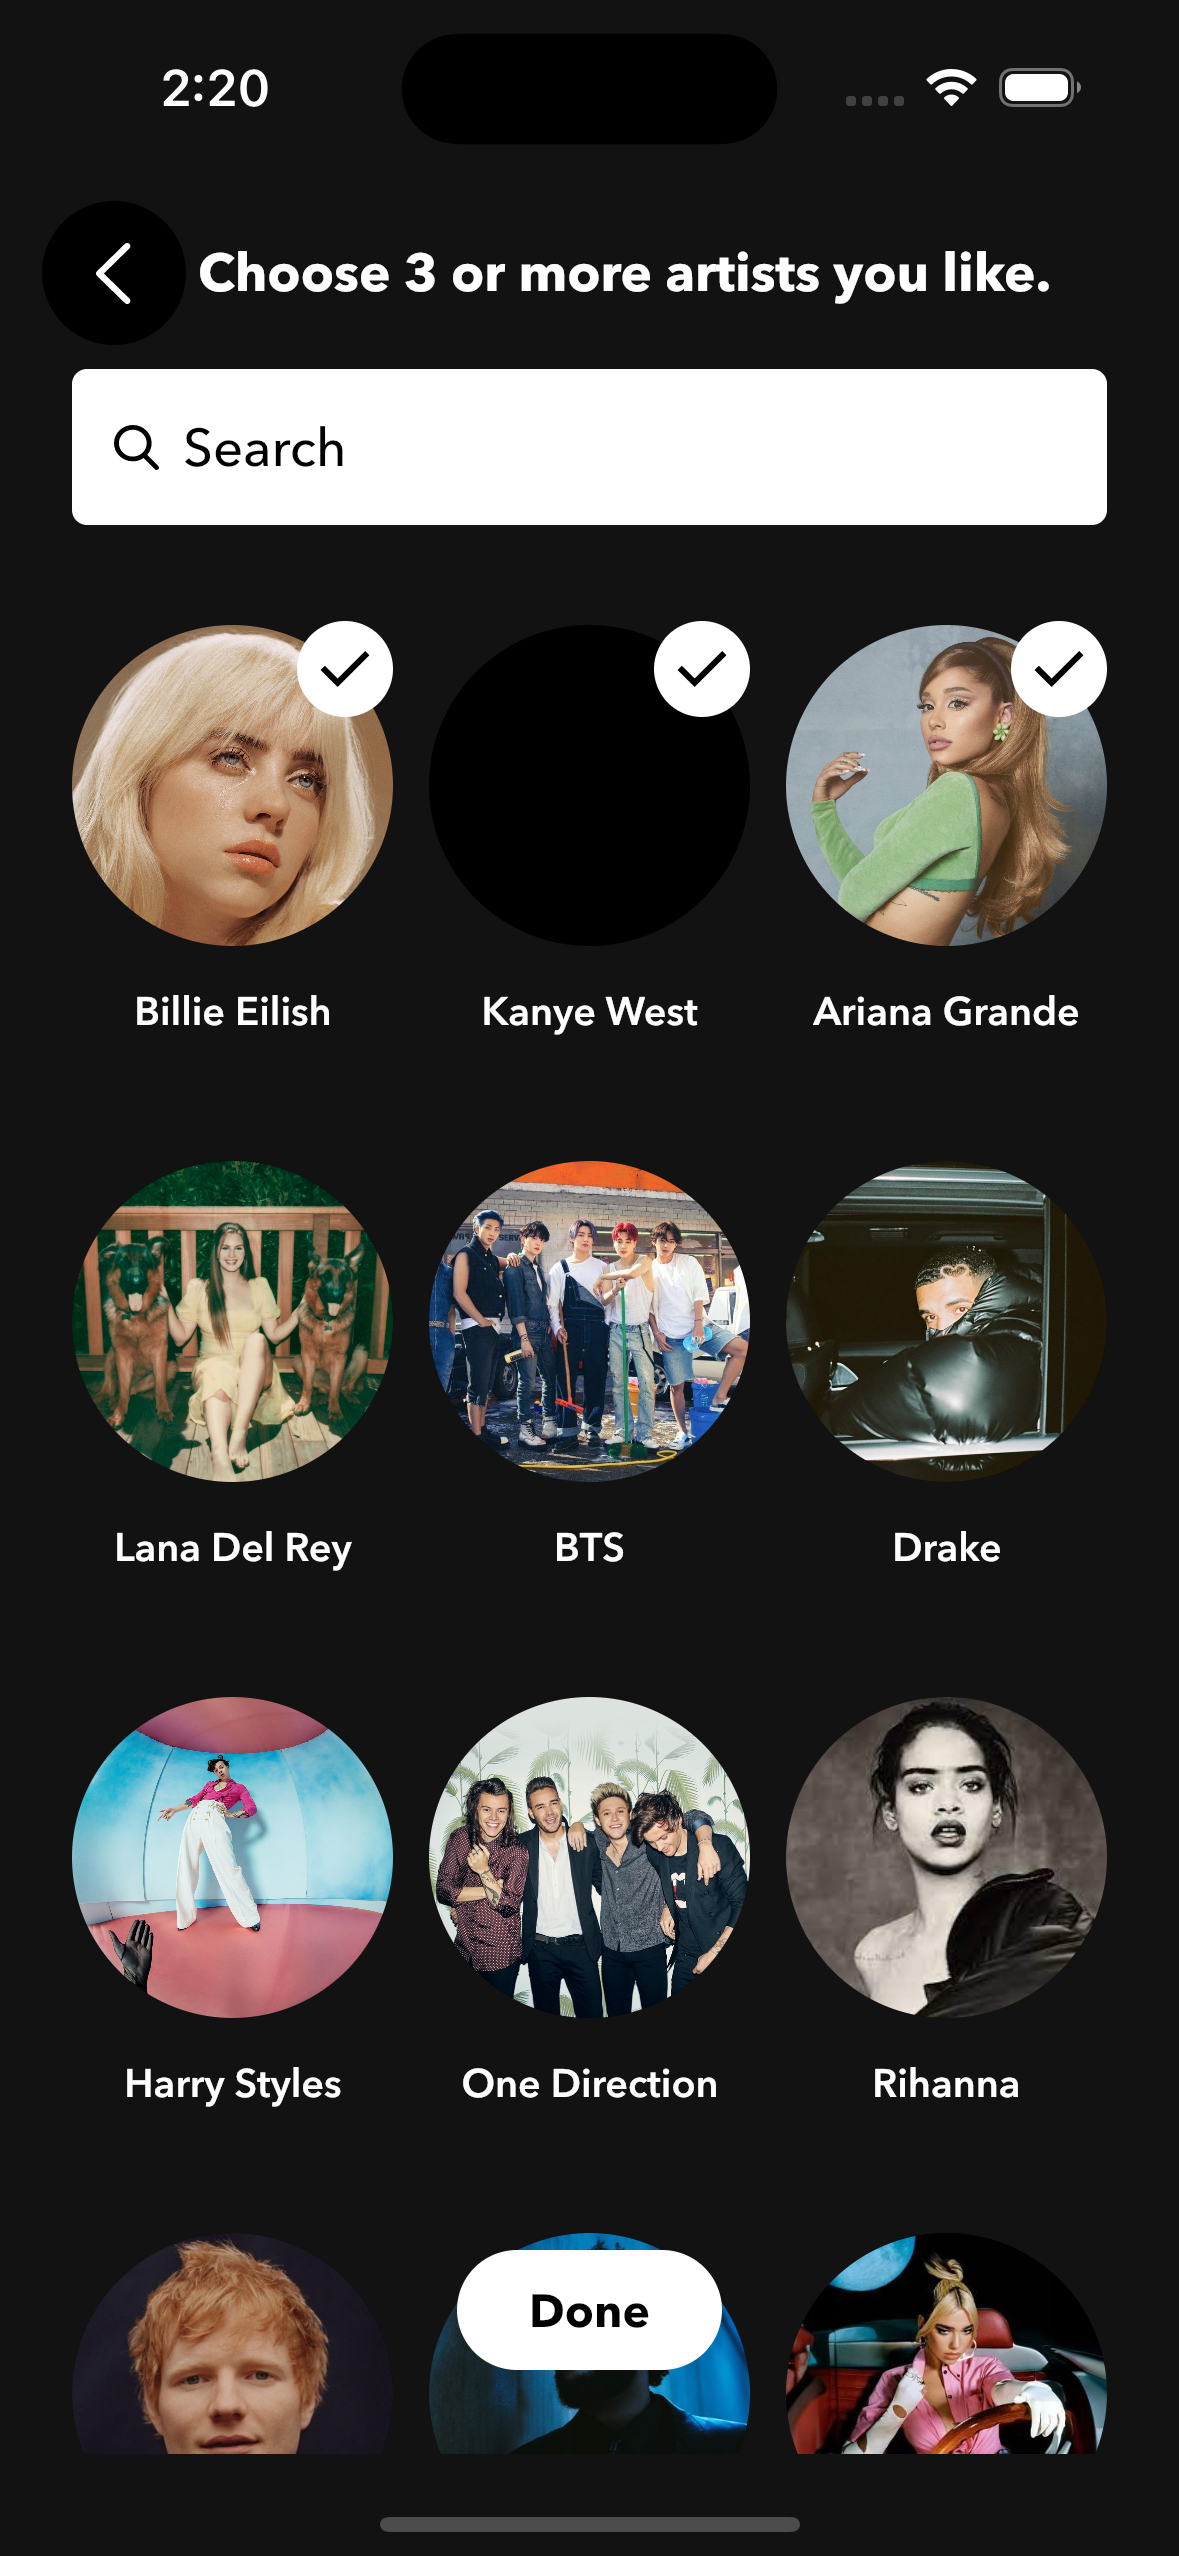 2:20
Choose 3 or more artists you like.
Search
Billie Eilish
Kanye West
Ariana Grande
Lana Del Rey
BTS
Drake
Harry Styles
One Direction
Rihanna
Done